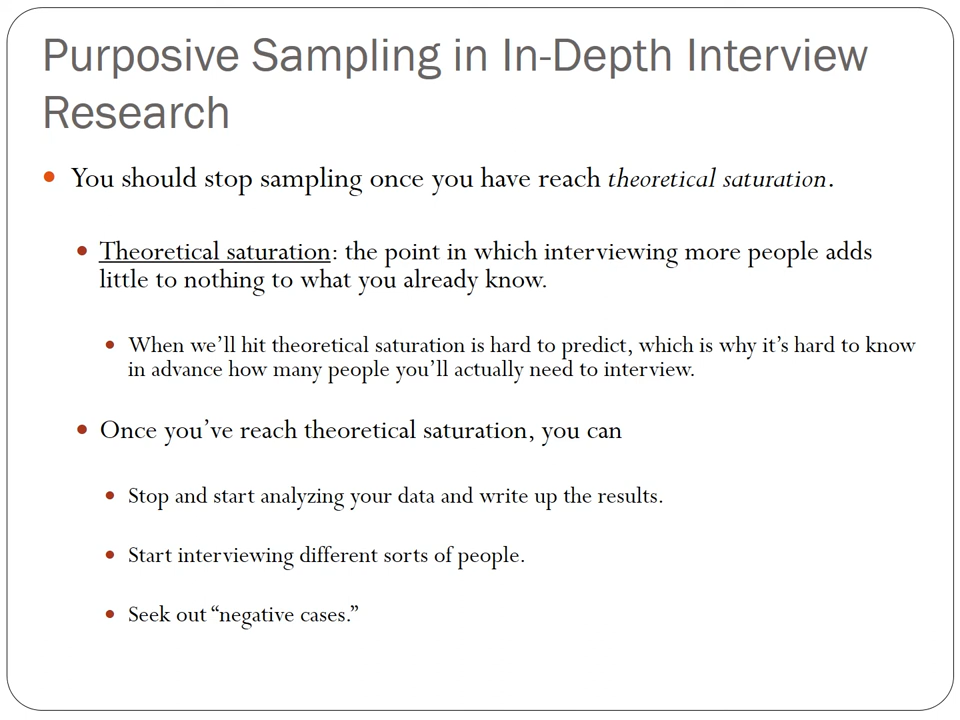 Purposive Sampling in In-Depth Interview
Research
• You should stop sampling once you have reach theoretical saturation.
• Theoretical saturation: the point in which interviewing more people adds
little to nothing to what you already know.
• When we’ll hit theoretical saturation is hard to predict, which is why it’s hard to know
in advance how many people you’ll actually need to interview.
• Once you’ve reach theoretical saturation, you can
• Stop and start analyzing your data and write up the results.
• Start interviewing different sorts of people.
• Seek out “negative cases.”